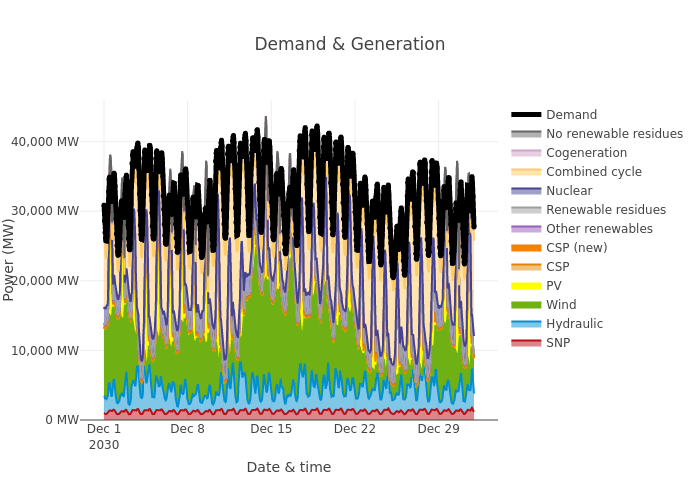 Demand & Generation
Power (MW)
40,000 MW
30,000 MW
20,000 MW
10,000 MW
0 MW
Dec 1
2030
Dec 8
Dec 15
Dec 22
Dec 29
Date & time
Demand
No renewable residues
Cogeneration
Combined cycle
Nuclear
Renewable residues
Other renewables
CSP (new)
CSP
PV
Wind
Hydraulic
SNP